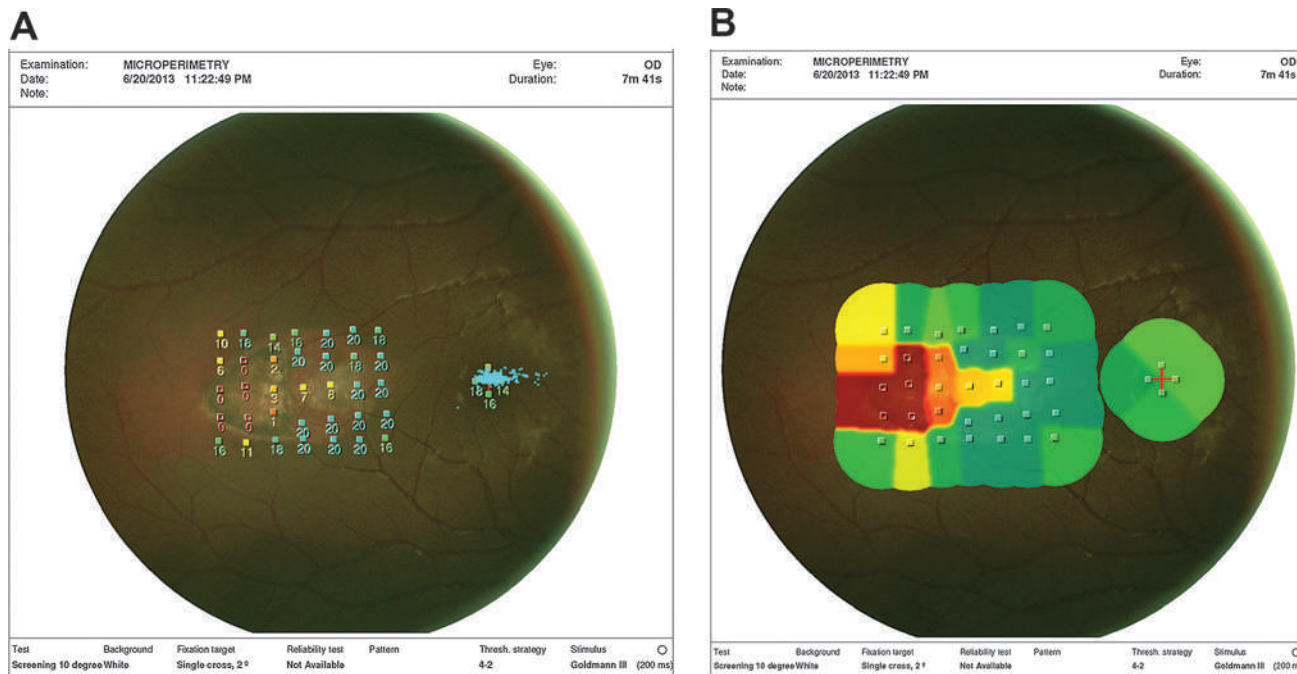 A
Examination: MICROPERIMETRY Eye: OD
Date: 6/20/2013 11:22:49 PM Duration: 7m 41s
Note:
10 18 14 16 20 20 18
6 0 2 20 20 18 20
0 0 3 7 8 20 20
0 0 1 20 20 20 20
16 11 18 20 20 20 16
18 14
16
Test Background Fixation target Reliability test Pattern Thresh. strategy Stimulus
Screening 10 degree White Single cross, 2 º Not Available 4-2 Goldmann III (200 ms)
B
Examination: MICROPERIMETRY Eye: OD
Date: 6/20/2013 11:22:49 PM Duration: 7m 41s
Note:
Test Background Fixation target Reliability test Pattern Thresh. strategy Stimulus
Screening 10 degree White Single cross, 2 º Not Available 4-2 Goldmann III (200 ms